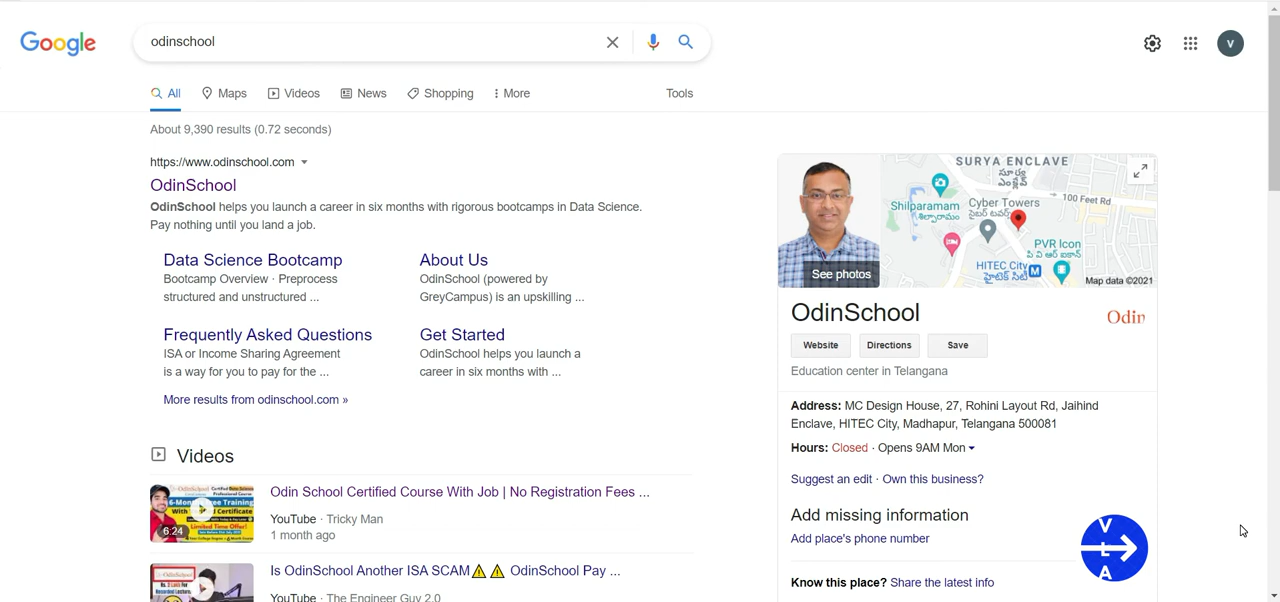 Google
odinschool
V
All
Maps
Videos
News
Shopping
More
Tools
About 9,390 results (0.72 seconds)
https://www.odinschool.com
OdinSchool
OdinSchool helps you launch a career in six months with rigorous bootcamps in Data Science.
Pay nothing until you land a job.
Data Science Bootcamp
Bootcamp Overview · Preprocess
structured and unstructured ...
About Us
OdinSchool (powered by
GreyCampus) is an upskilling ...
Frequently Asked Questions
ISA or Income Sharing Agreement
is a way for you to pay for the ...
Get Started
OdinSchool helps you launch a
career in six months with ...
More results from odinschool.com »
Videos
6:24
Odin School Certified Course With Job | No Registration Fees ...
YouTube · Tricky Man
1 month ago
Is OdinSchool Another ISA SCAM⚠⚠ OdinSchool Pay ...
YouTube · The Engineer Guy 2.0
See photos
SURYA ENCLAVE
సూర్య
ఎంక్లేవ్
Shilparamam
శిల్పారామం
Cyber Towers
సైబర్ టవర్స్
100 Feet Rd
PVR Icon
పి వి ఆర్ ఐకాన్
HITEC City
హైటెక్ సిటీ
M
Map data ©2021
OdinSchool
Odin
Website
Directions
Save
Education center in Telangana
Address: MC Design House, 27, Rohini Layout Rd, Jaihind
Enclave, HITEC City, Madhapur, Telangana 500081
Hours: Closed · Opens 9AM Mon
Suggest an edit · Own this business?
Add missing information
Add place's phone number
Know this place? Share the latest info
V
L
A